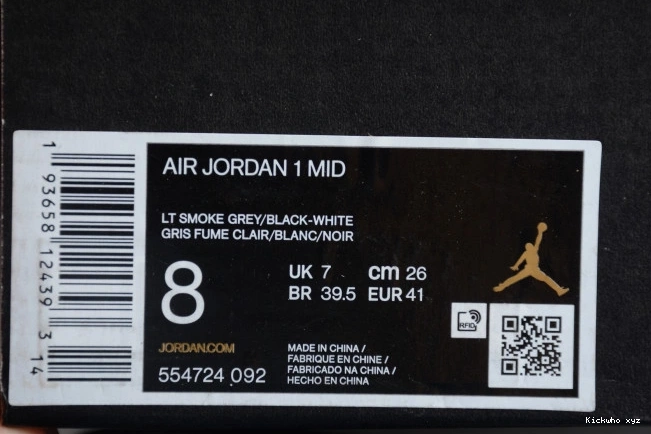 AIR JORDAN 1 MID
LT SMOKE GREY/BLACK-WHITE
GRIS FUME CLAIR/BLANC/NOIR
8
UK 7 cm 26
BR 39.5 EUR 41
RFID
JORDAN.COM
554724 092
MADE IN CHINA /
FABRIQUE EN CHINE /
FABRICADO NA CHINA /
HECHO EN CHINA
1 93658 12439 3 14
Kickwho xyz